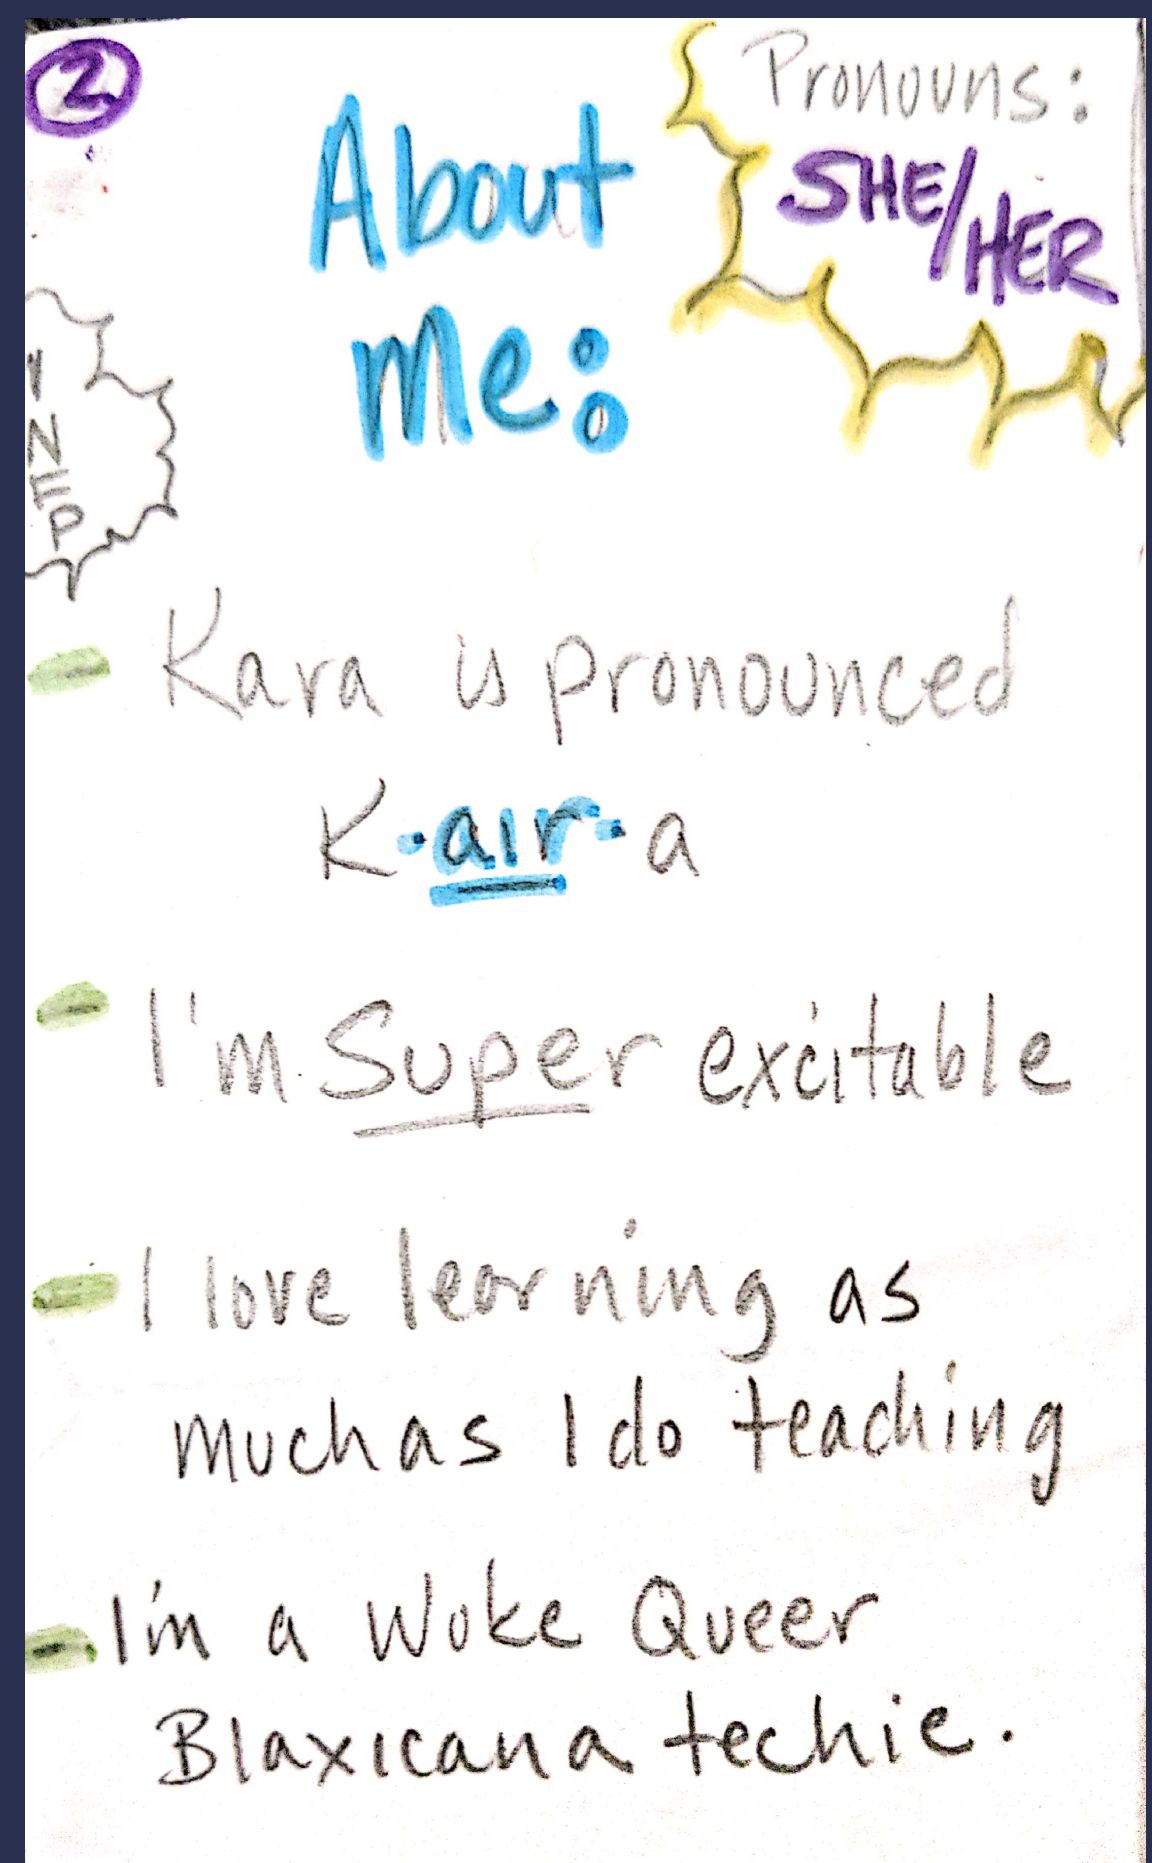 2
About
Me:
Pronouns:
SHE/HER
Kara is pronounced
K·air·a
I'm Super excitable
I love learning as
much as I do teaching
I'm a Woke Queer
Blaxicana techie.